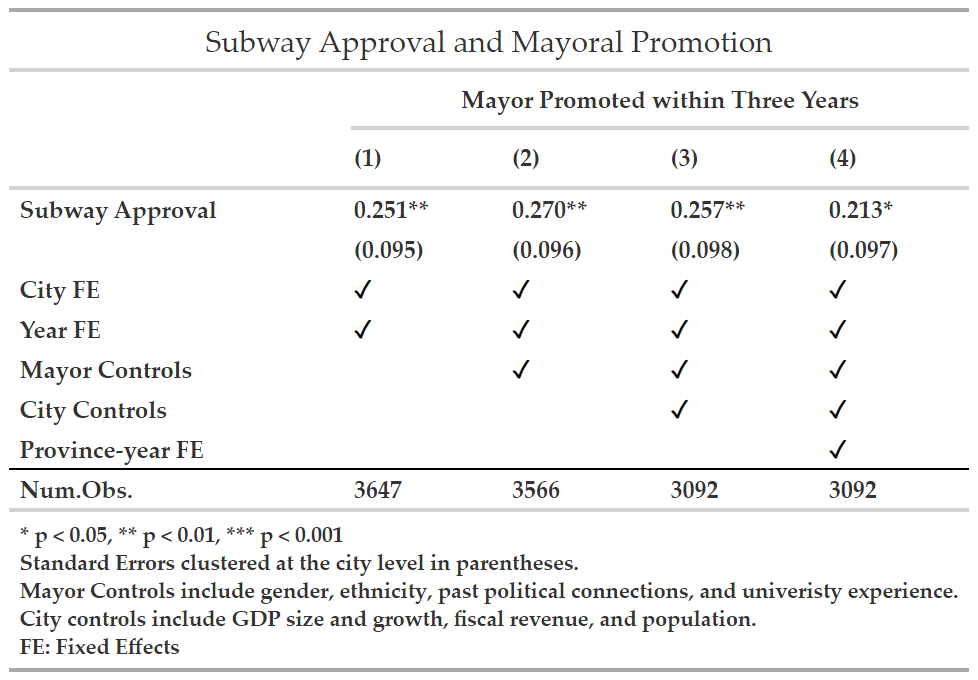 Subway Approval and Mayoral Promotion
Mayor Promoted within Three Years
(1) (2) (3) (4)
Subway Approval 0.251** 0.270** 0.257** 0.213*
(0.095) (0.096) (0.098) (0.097)
City FE ✓ ✓ ✓ ✓
Year FE ✓ ✓ ✓ ✓
Mayor Controls ✓ ✓ ✓
City Controls ✓ ✓
Province-year FE ✓
Num.Obs. 3647 3566 3092 3092
* p < 0.05, ** p < 0.01, *** p < 0.001
Standard Errors clustered at the city level in parentheses.
Mayor Controls include gender, ethnicity, past political connections, and univeristy experience.
City controls include GDP size and growth, fiscal revenue, and population.
FE: Fixed Effects